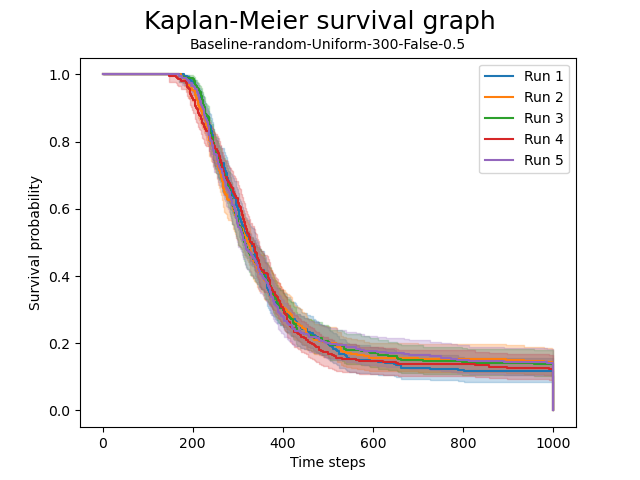 Kaplan-Meier survival graph
Baseline-random-Uniform-300-False-0.5
Run 1
Run 2
Run 3
Run 4
Run 5
Survival probability
1.0
0.8
0.6
0.4
0.2
0.0
0 200 400 600 800 1000
Time steps